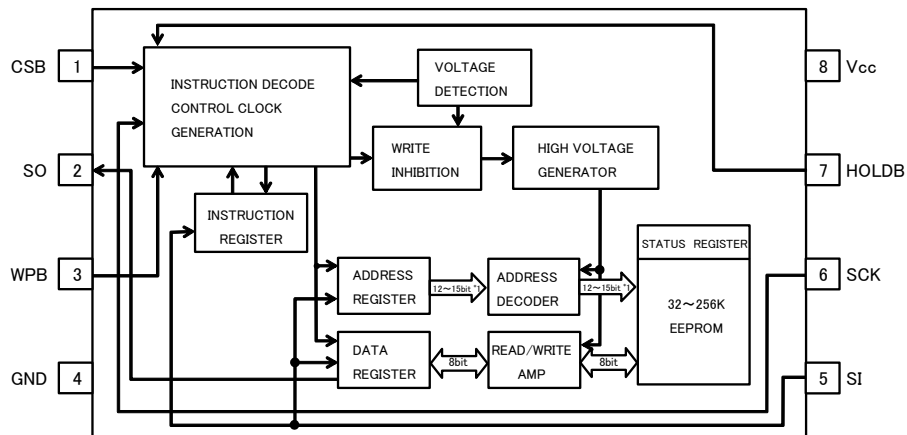 CSB 1
SO 2
WPB 3
GND 4
INSTRUCTION DECODE
CONTROL CLOCK
GENERATION
VOLTAGE
DETECTION
WRITE
INHIBITION
HIGH VOLTAGE
GENERATOR
INSTRUCTION
REGISTER
ADDRESS
REGISTER
12～15bit *1
ADDRESS
DECODER
12～15bit *1
STATUS REGISTER
32～256K
EEPROM
DATA
REGISTER
8bit
READ/WRITE
AMP
8bit
8 Vcc
7 HOLDB
6 SCK
5 SI